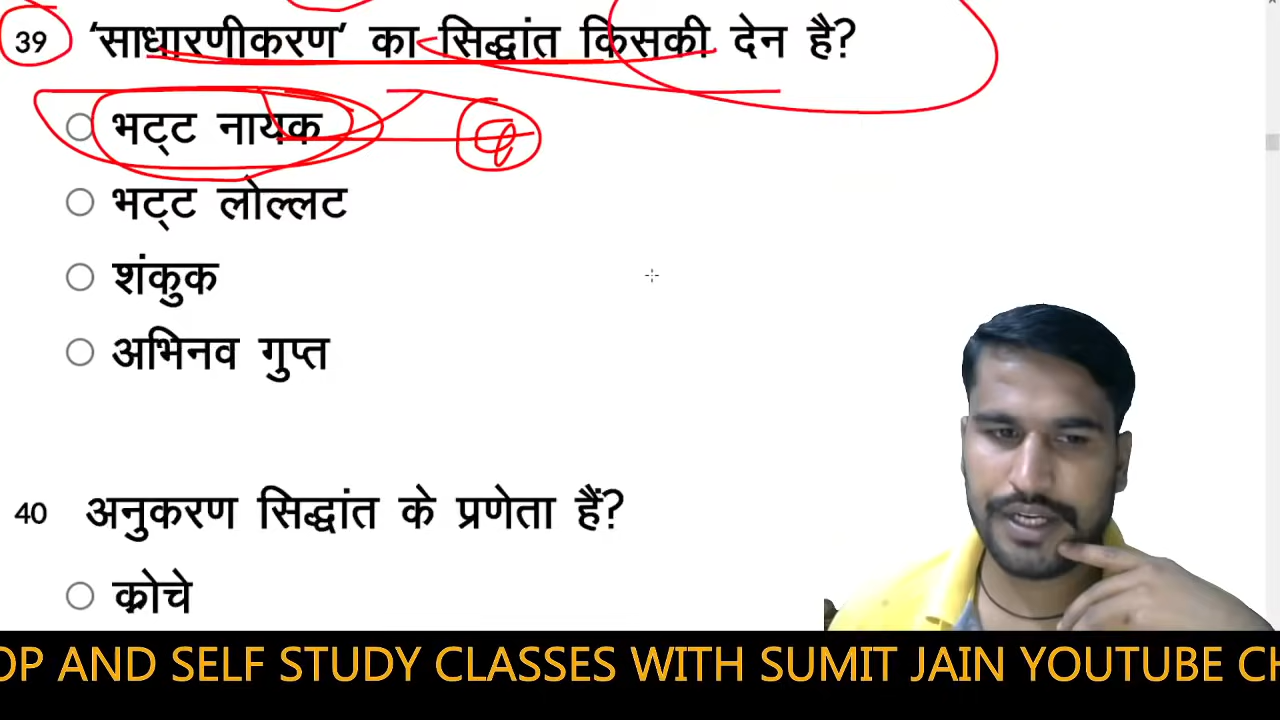 39 ‘साधारणीकरण’ का सिद्धांत किसकी देन है?
भट्ट नायक
भट्ट लोल्लट
शंकुक
अभिनव गुप्त
40 अनुकरण सिद्धांत के प्रणेता हैं?
क्रोचे
OP AND SELF STUDY CLASSES WITH SUMIT JAIN YOUTUBE CH